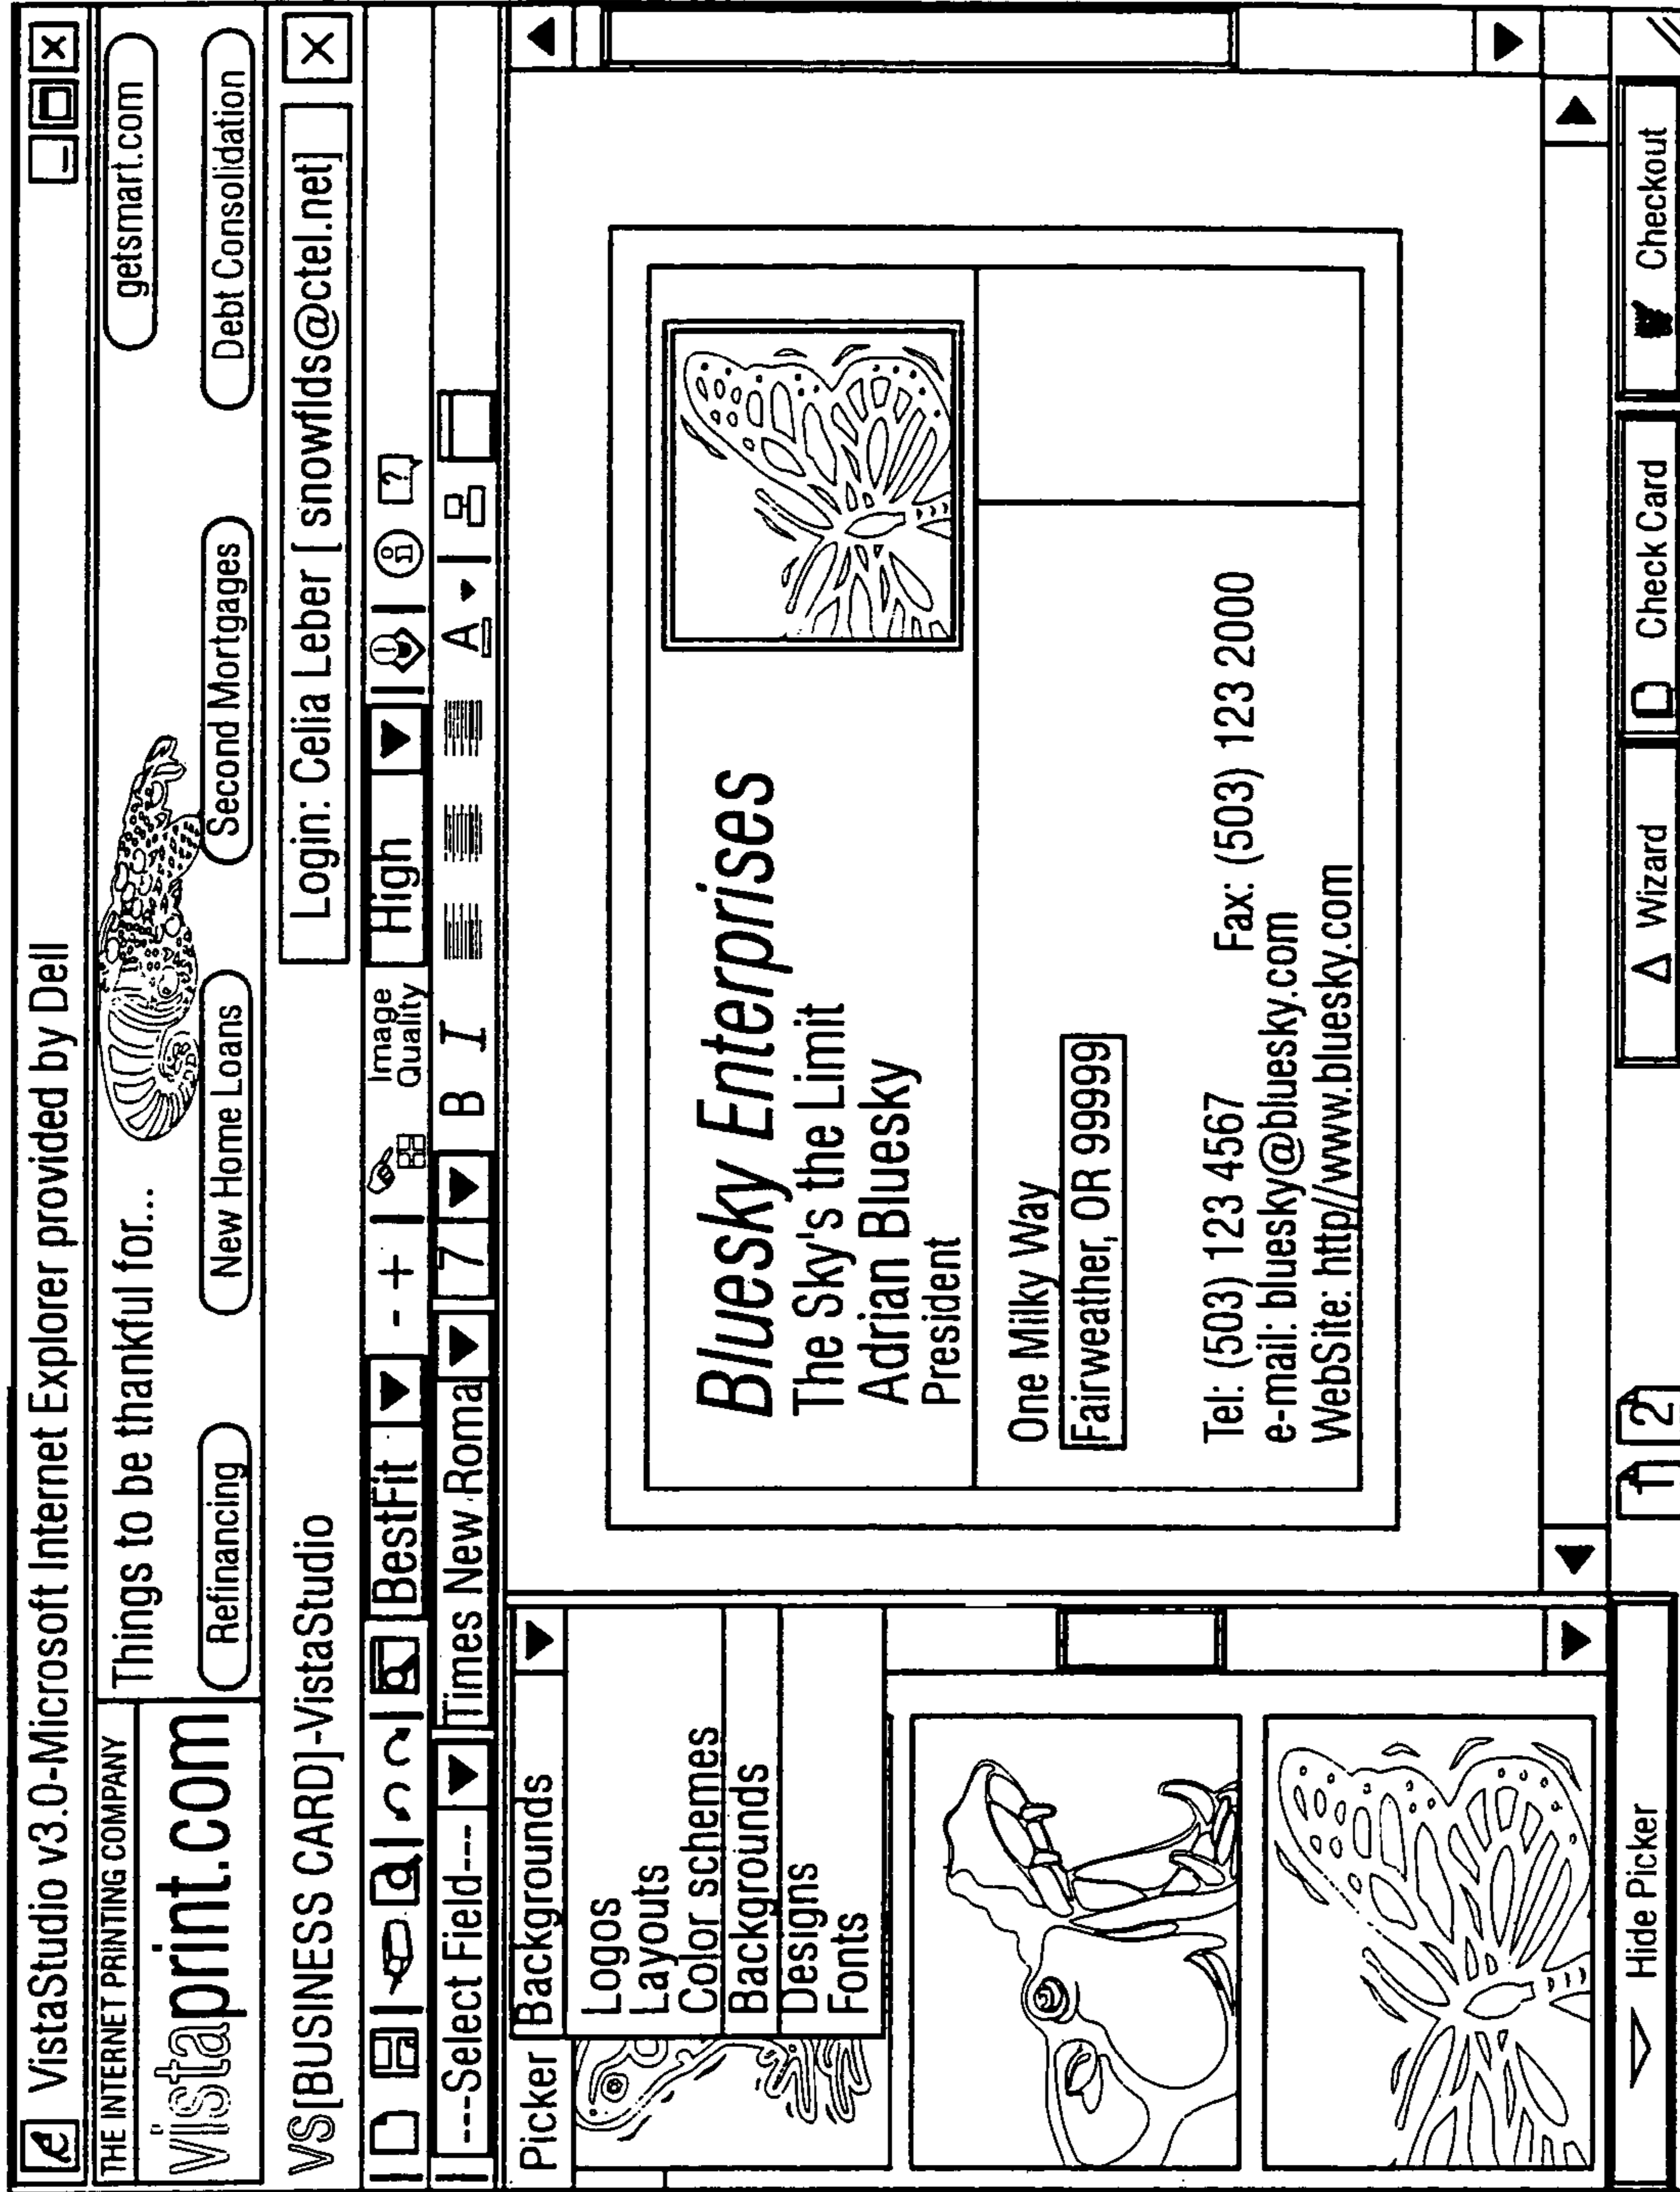 VistaStudio v3.0-Microsoft Internet Explorer provided by Dell
THE INTERNET PRINTING COMPANY
vistaprint.com
Things to be thankful for...
getsmart.com
Refinancing
New Home Loans
Second Mortgages
Debt Consolidation
VS[BUSINESS CARD]-VistaStudio
Login: Celia Leber [ snowflds@ctel.net]
BestFit
- +
Image
Quality
High
---Select Field---
Times New Roma
7
B I
A
Picker
Backgrounds
Logos
Layouts
Color schemes
Backgrounds
Designs
Fonts
Bluesky Enterprises
The Sky's the Limit
Adrian Bluesky
President
One Milky Way
Fairweather, OR 99999
Tel: (503) 123 4567
Fax: (503) 123 2000
e-mail: bluesky@bluesky.com
WebSite: http//www.bluesky.com
Hide Picker
1 2
Wizard
Check Card
Checkout